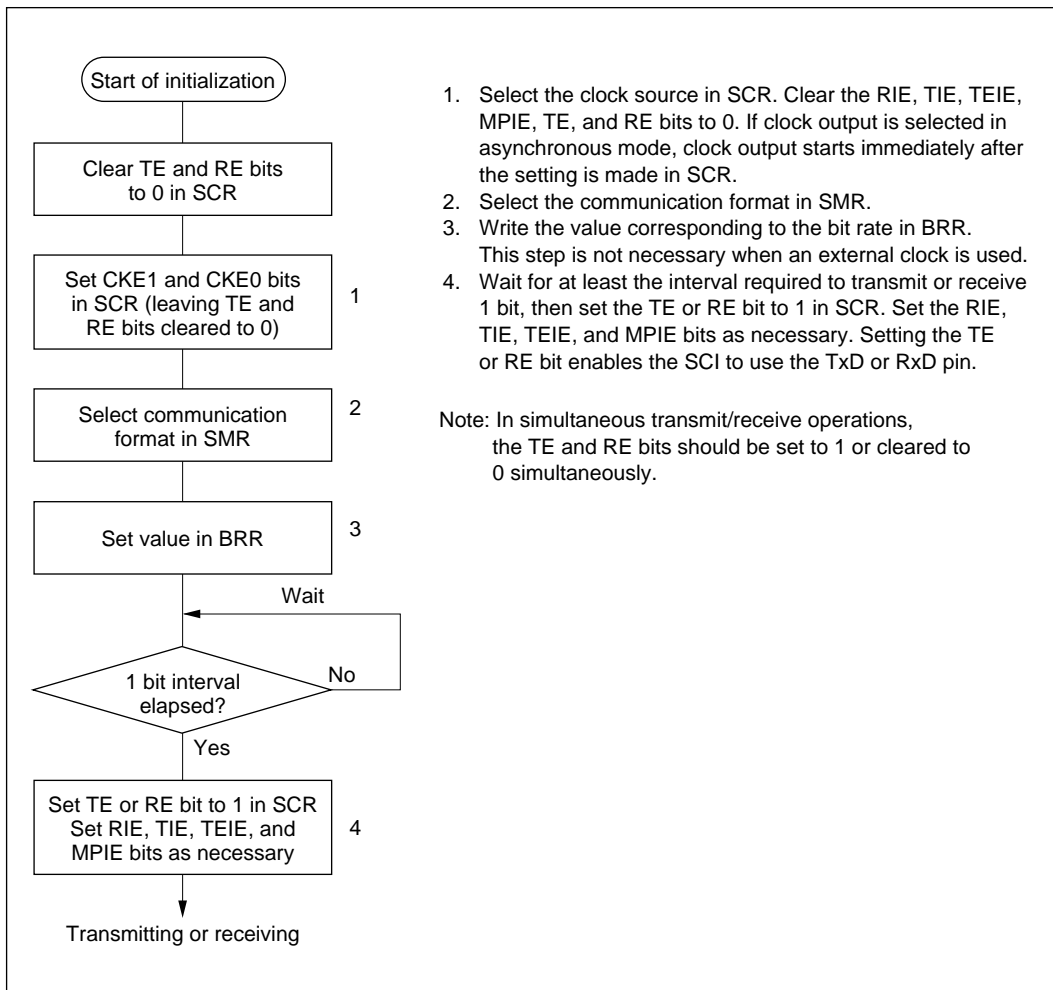 Start of initialization
Clear TE and RE bits
to 0 in SCR
Set CKE1 and CKE0 bits
in SCR (leaving TE and
RE bits cleared to 0)
1
Select communication
format in SMR
2
Set value in BRR
3
Wait
1 bit interval
elapsed?
No
Yes
Set TE or RE bit to 1 in SCR
Set RIE, TIE, TEIE, and
MPIE bits as necessary
4
Transmitting or receiving
1. Select the clock source in SCR. Clear the RIE, TIE, TEIE,
MPIE, TE, and RE bits to 0. If clock output is selected in
asynchronous mode, clock output starts immediately after
the setting is made in SCR.
2. Select the communication format in SMR.
3. Write the value corresponding to the bit rate in BRR.
This step is not necessary when an external clock is used.
4. Wait for at least the interval required to transmit or receive
1 bit, then set the TE or RE bit to 1 in SCR. Set the RIE,
TIE, TEIE, and MPIE bits as necessary. Setting the TE
or RE bit enables the SCI to use the TxD or RxD pin.
Note: In simultaneous transmit/receive operations,
the TE and RE bits should be set to 1 or cleared to
0 simultaneously.